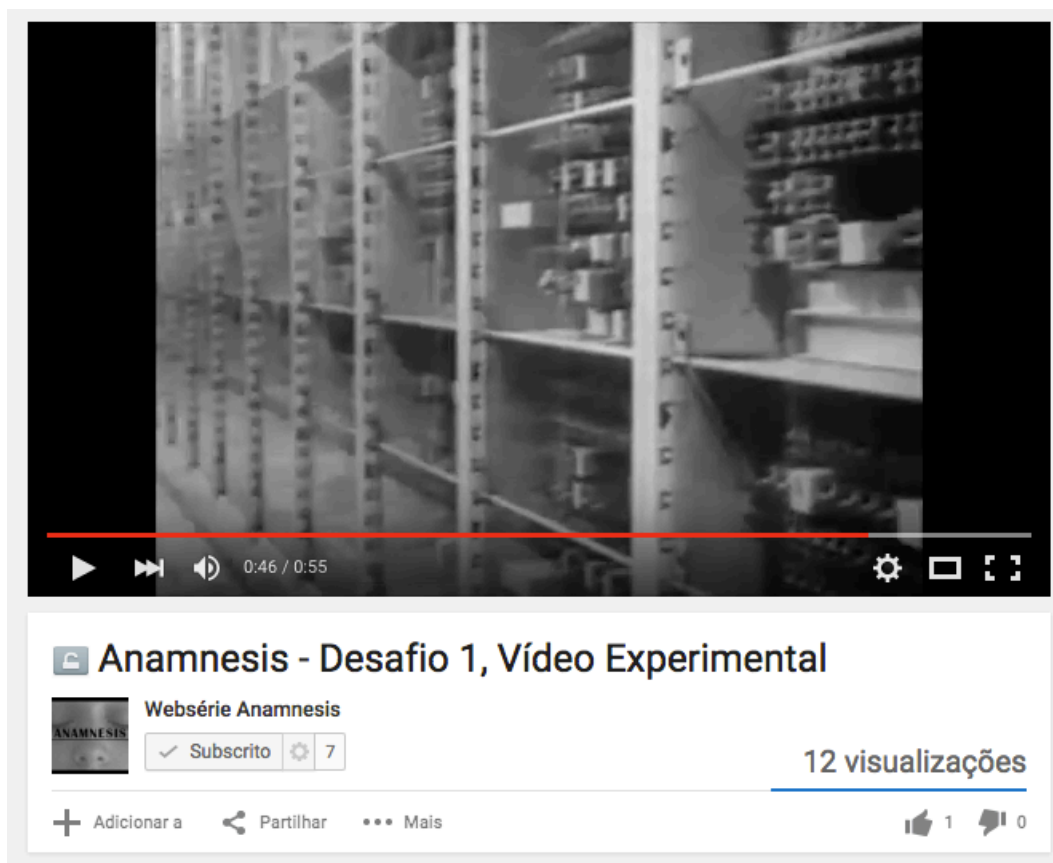 0:46 / 0:55
Anamnesis - Desafio 1, Vídeo Experimental
ANAMNESIS
Websérie Anamnesis
Subscrito 7
12 visualizações
Adicionar a Partilhar Mais 1 0